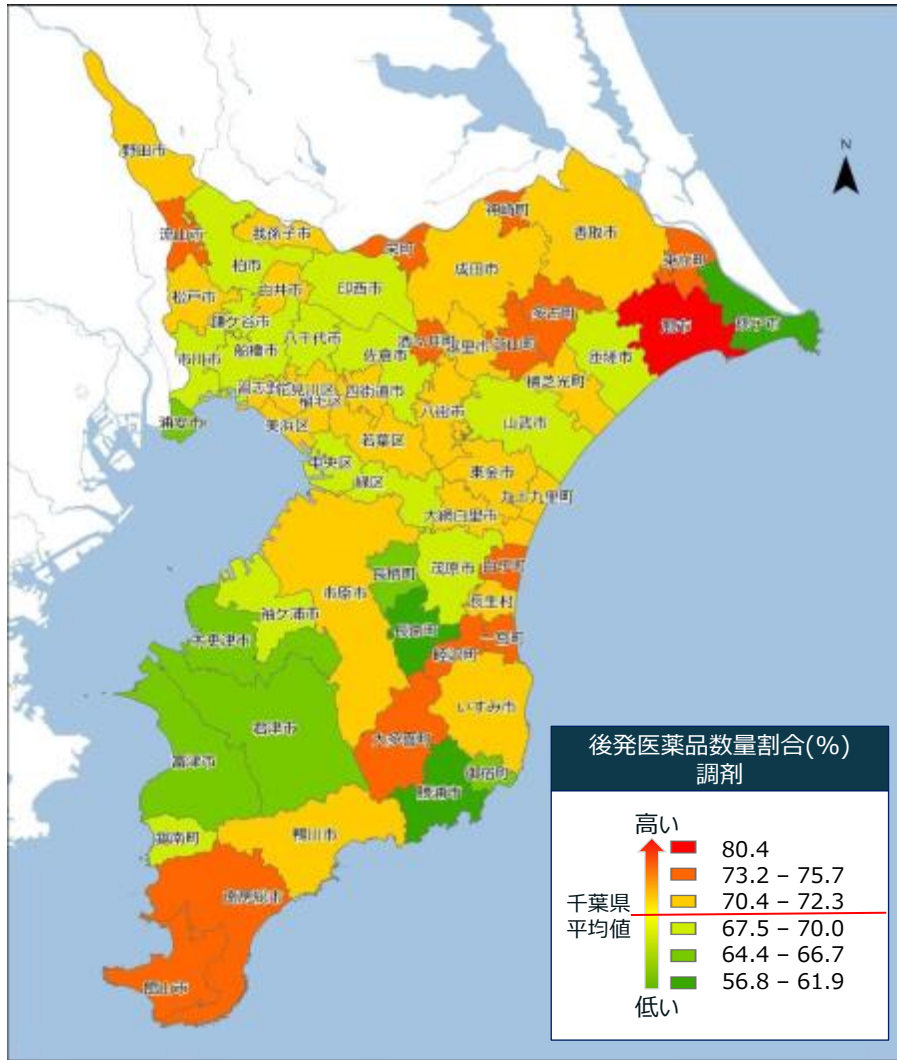 N
野田市
流山市
我孫子市
柏市
神崎町
香取市
栄町
成田市
東庄町
松戸市
白井市
印西市
鎌ケ谷市
多古町
旭市
銚子市
市川市
船橋市
八千代市
佐倉市
酒々井町
富里市
芝山町
匝瑳市
習志野市
花見川区
稲毛区
四街道市
横芝光町
浦安市
美浜区
若葉区
八街市
山武市
中央区
緑区
東金市
九十九里町
大網白里市
長柄町
茂原市
白子町
市原市
袖ケ浦市
長生村
木更津市
長南町
一宮町
睦沢町
いすみ市
君津市
大多喜町
富津市
御宿町
勝浦市
鋸南町
鴨川市
南房総市
館山市
後発医薬品数量割合(%)
調剤
高い
80.4
73.2 – 75.7
千葉県
70.4 – 72.3
平均値
67.5 – 70.0
64.4 – 66.7
56.8 – 61.9
低い